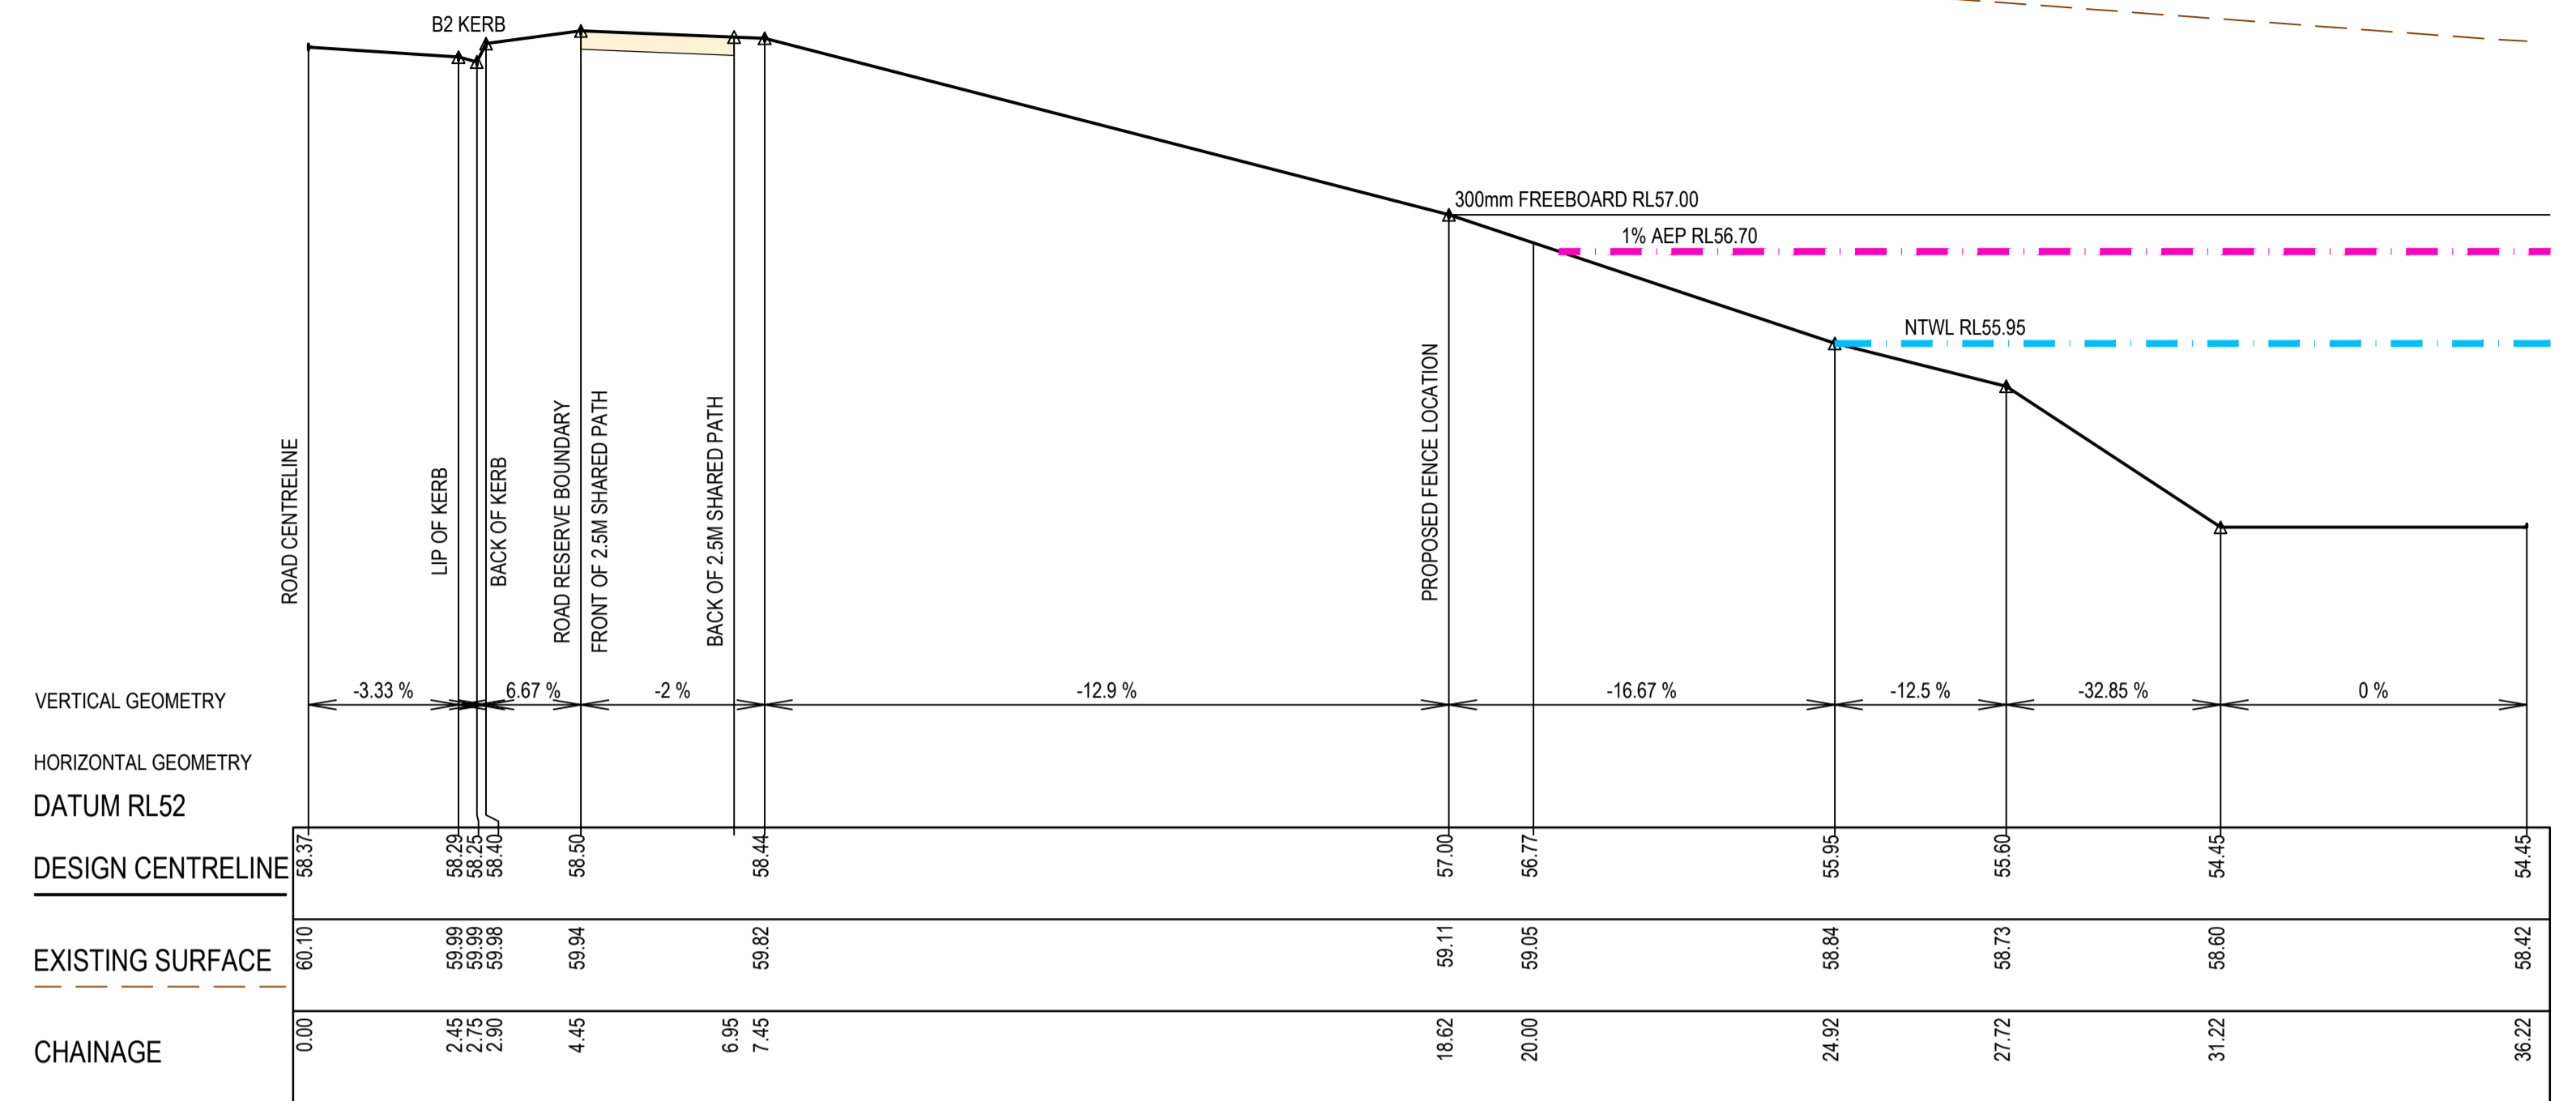 B2 KERB
300mm FREEBOARD RL57.00
1% AEP RL56.70
NTWL RL55.95
ROAD CENTRELINE
LIP OF KERB
BACK OF KERB
ROAD RESERVE BOUNDARY
FRONT OF 2.5M SHARED PATH
BACK OF 2.5M SHARED PATH
PROPOSED FENCE LOCATION
VERTICAL GEOMETRY
-3.33 %
6.67 %
-2 %
-12.9 %
-16.67 %
-12.5 %
-32.85 %
0 %
HORIZONTAL GEOMETRY
DATUM RL52
DESIGN CENTRELINE
58.37
58.29
58.25
58.40
58.50
58.44
57.00
56.77
55.95
55.60
54.45
54.45
EXISTING SURFACE
60.10
59.99
59.99
59.98
59.94
59.82
59.11
59.05
58.84
58.73
58.60
58.42
CHAINAGE
0.00
2.45
2.75
2.90
4.45
6.95
7.45
18.62
20.00
24.92
27.72
31.22
36.22